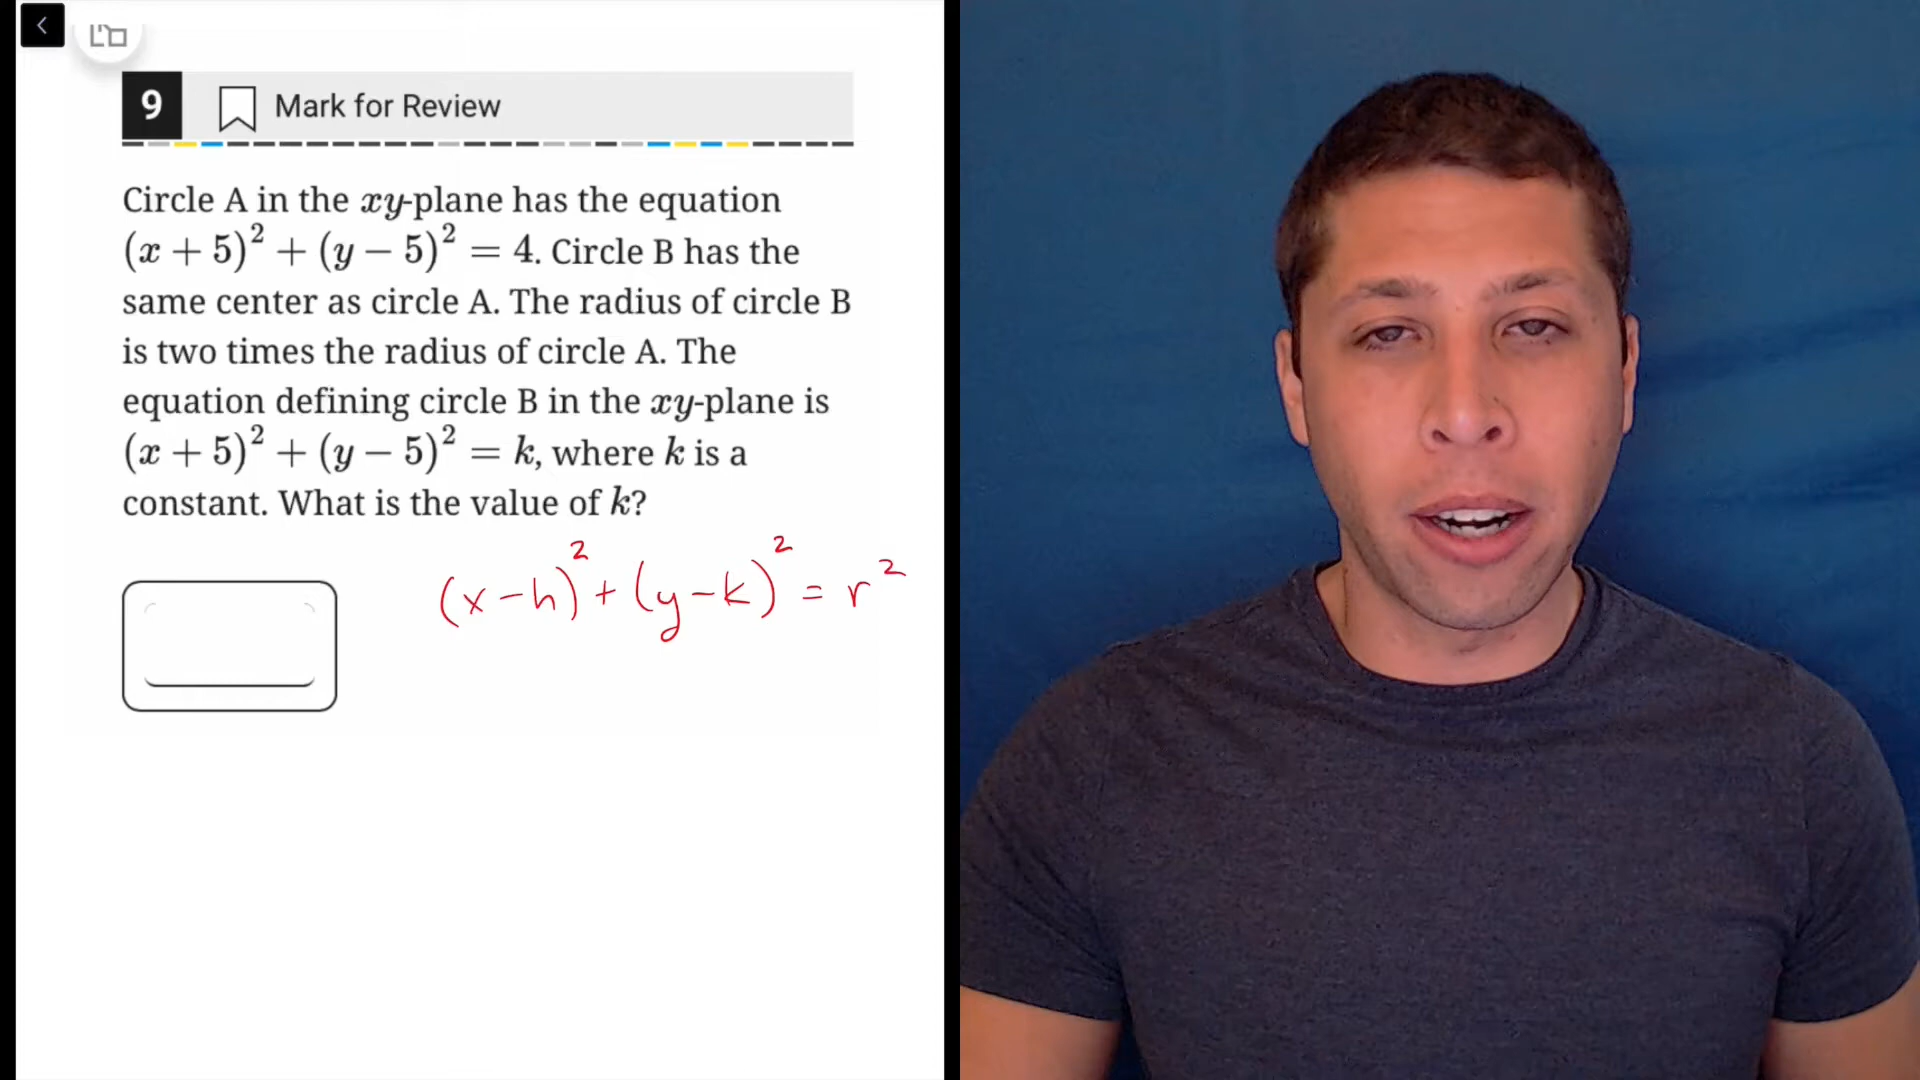 9 Mark for Review
Circle A in the xy-plane has the equation
(x + 5)² + (y − 5)² = 4. Circle B has the
same center as circle A. The radius of circle B
is two times the radius of circle A. The
equation defining circle B in the xy-plane is
(x + 5)² + (y − 5)² = k, where k is a
constant. What is the value of k?
(x-h)² + (y-k)² = r²